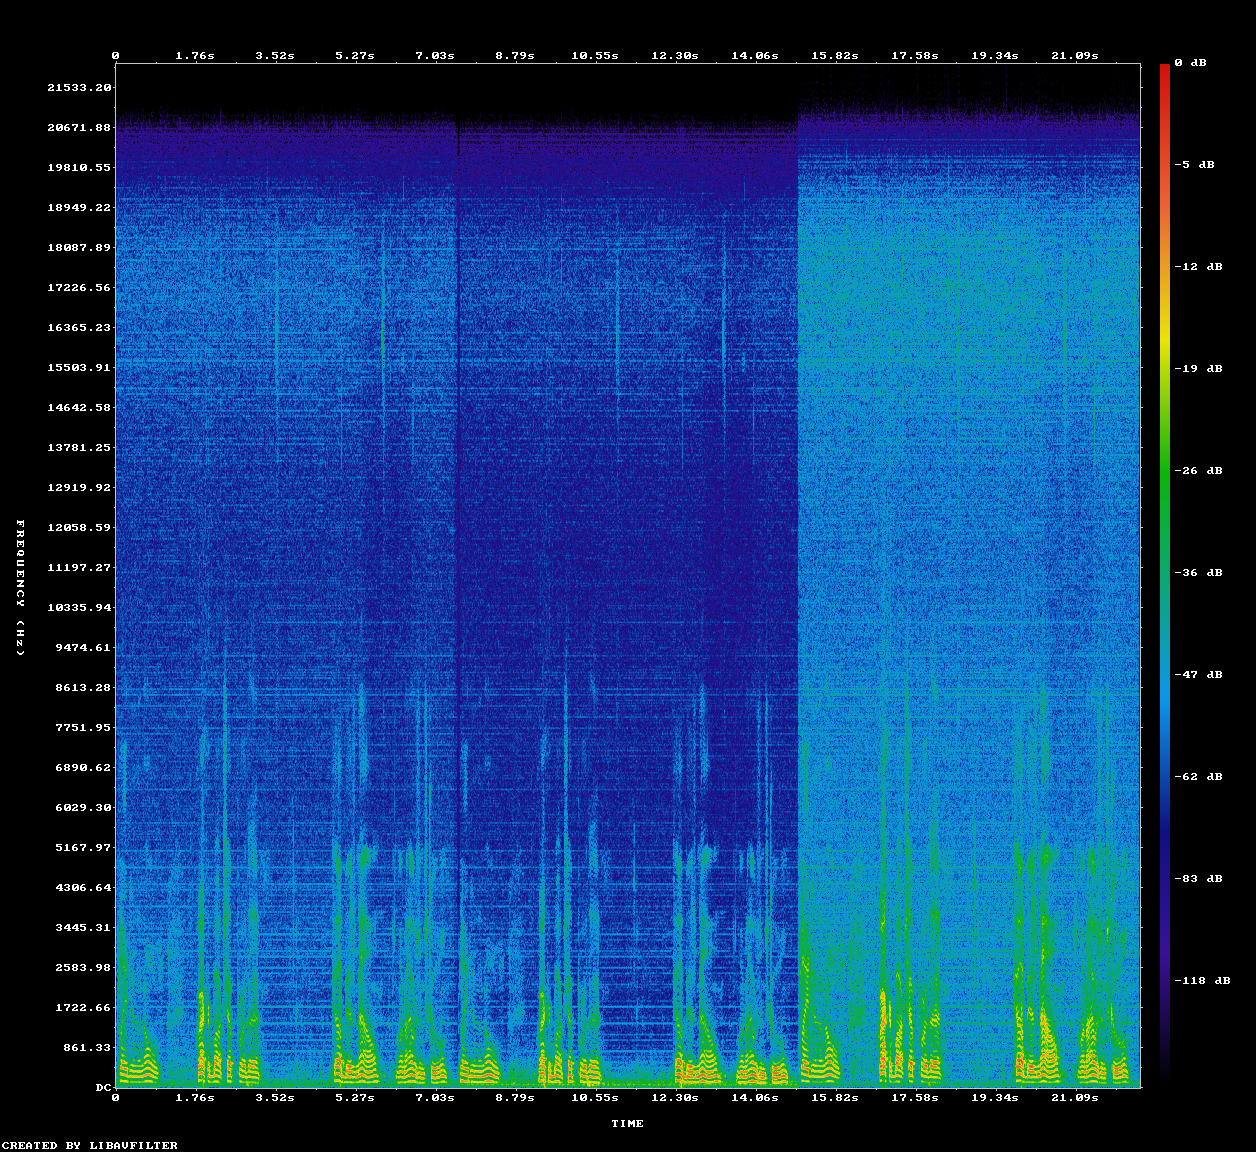 0 1.76s 3.52s 5.27s 7.03s 8.79s 10.55s 12.30s 14.06s 15.82s 17.58s 19.34s 21.09s
0 dB
21533.20
20671.88
-5 dB
19810.55
18949.22
18087.89
-12 dB
17226.56
16365.23
15503.91
-19 dB
14642.58
13781.25
-26 dB
12919.92
12058.59
11197.27
-36 dB
10335.94
9474.61
FREQUENCY (Hz)
-47 dB
8613.28
7751.95
6890.62
-62 dB
6029.30
5167.97
-83 dB
4306.64
3445.31
2583.98
-118 dB
1722.66
861.33
DC
0 1.76s 3.52s 5.27s 7.03s 8.79s 10.55s 12.30s 14.06s 15.82s 17.58s 19.34s 21.09s
TIME
CREATED BY LIBAVFILTER